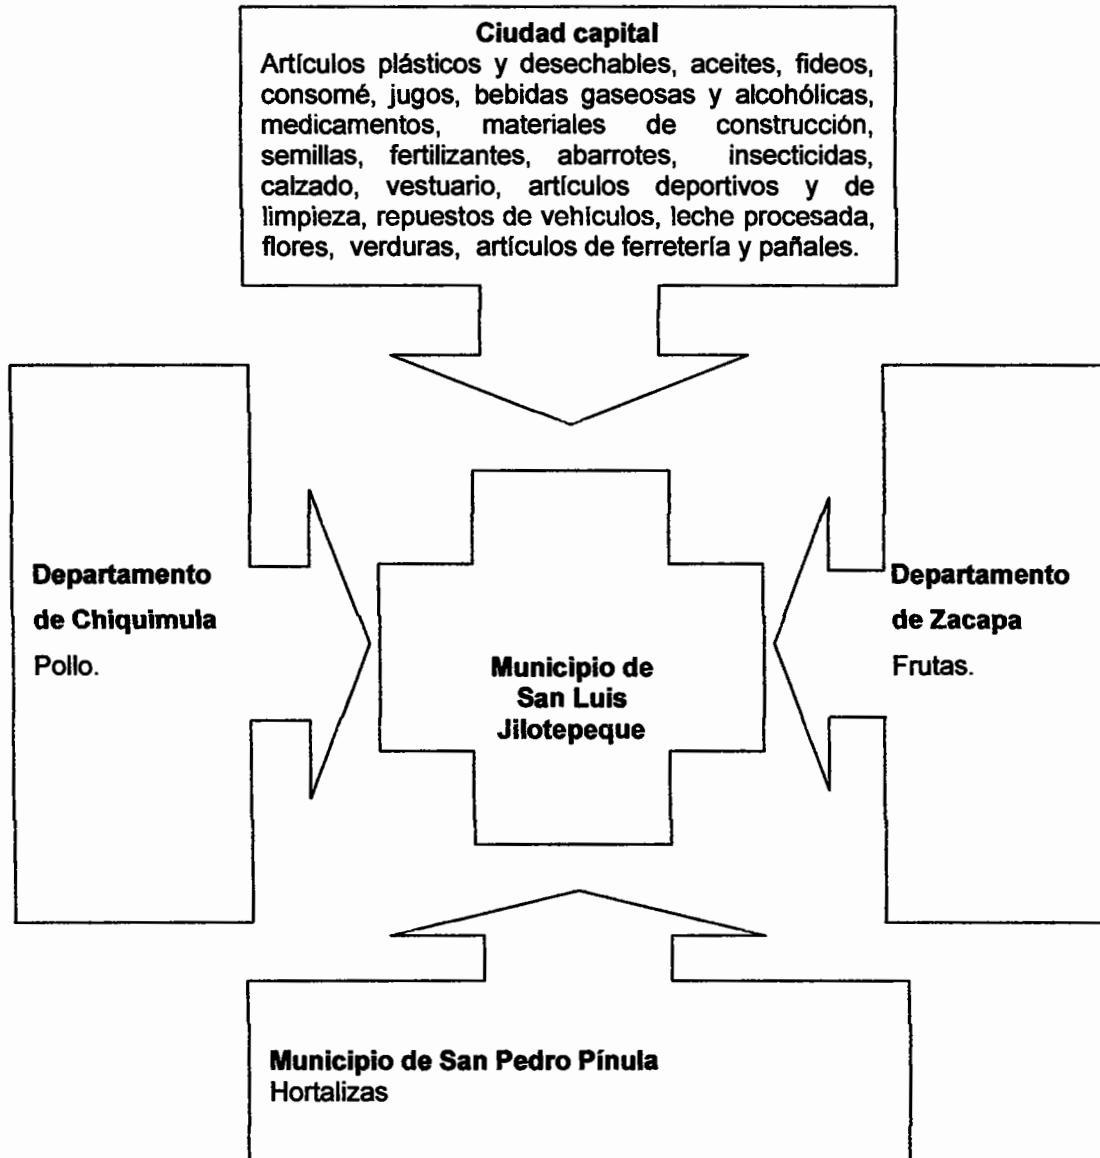 Ciudad capital
Artículos plásticos y desechables, aceites, fideos,
consomé, jugos, bebidas gaseosas y alcohólicas,
medicamentos, materiales de construcción,
semillas, fertilizantes, abarrotes, insecticidas,
calzado, vestuario, artículos deportivos y de
limpieza, repuestos de vehículos, leche procesada,
flores, verduras, artículos de ferretería y pañales.
Departamento
de Chiquimula
Pollo.
Municipio de
San Luis
Jilotepeque
Departamento
de Zacapa
Frutas.
Municipio de San Pedro Pínula
Hortalizas